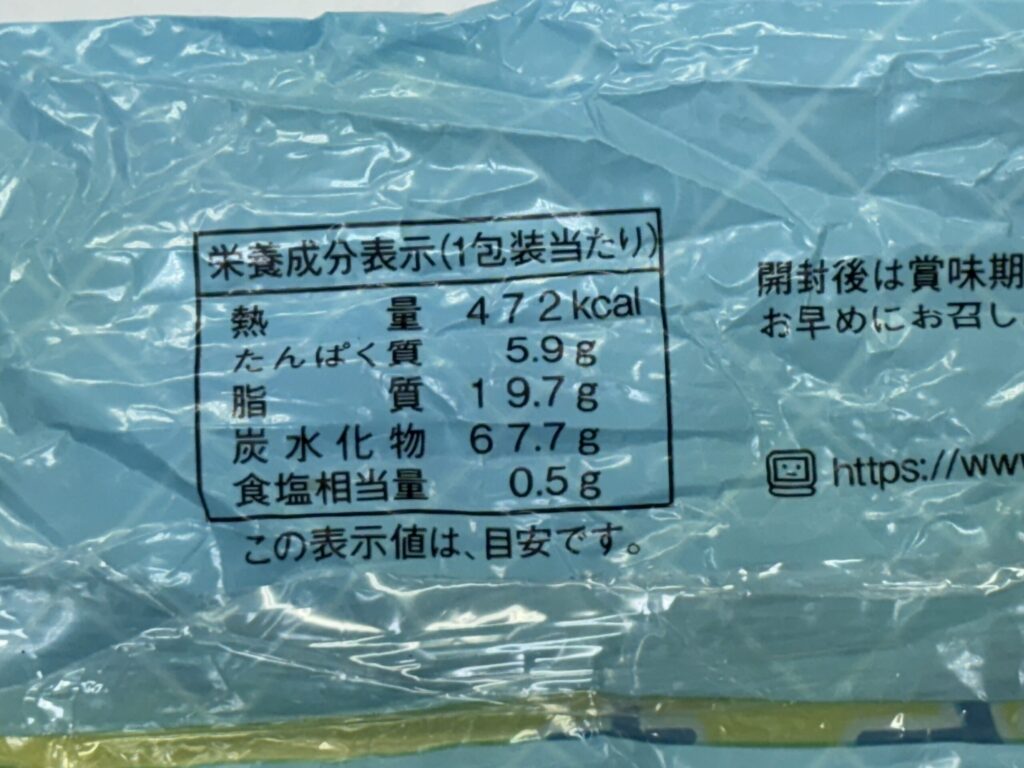 栄養成分表示(1包装当たり)
熱量 472kcal
たんぱく質 5.9g
脂質 19.7g
炭水化物 67.7g
食塩相当量 0.5g
この表示値は、目安です。
開封後は賞味期
お早めにお召し
https://www